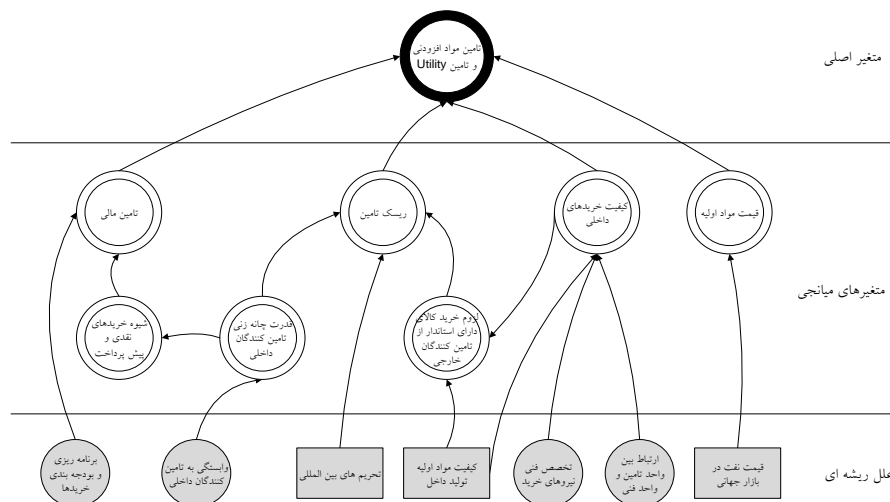 تامین مواد افزودنی
و تامین Utility
متغیر اصلی
تامین مالی
ریسک تامین
کیفیت خریدهای
داخلی
قیمت مواد اولیه
متغیرهای میانجی
شیوه خریدهای
نقدی و
پیش پرداخت
قدرت چانه زنی
تامین کنندگان
داخلی
لزوم خرید کالای
دارای استاندار از
تامین کنندگان
خارجی
برنامه ریزی
و بودجه بندی
خریدها
وابستگی به تامین
کنندگان داخلی
تحریم های بین المللی
کیفیت مواد اولیه
تولید داخل
تخصص فنی
نیروهای خرید
ارتباط بین
واحد تامین و
واحد فنی
قیمت نفت در
بازار جهانی
علل ریشه ای